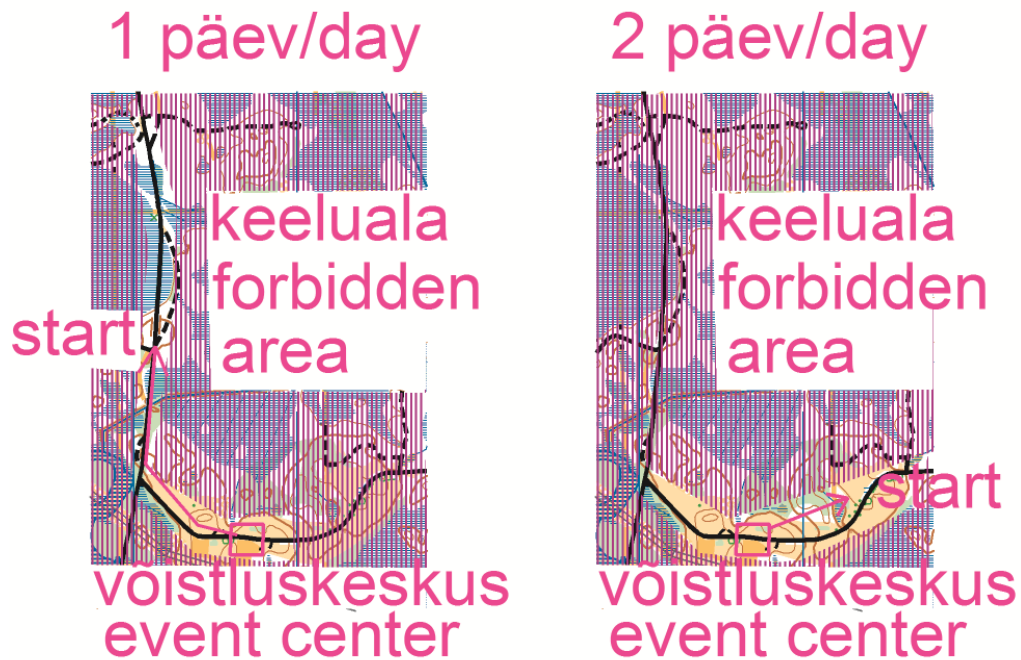 1 päev/day
keeluala
forbidden
area
start
võistluskeskus
event center
2 päev/day
keeluala
forbidden
area
start
võistluskeskus
event center